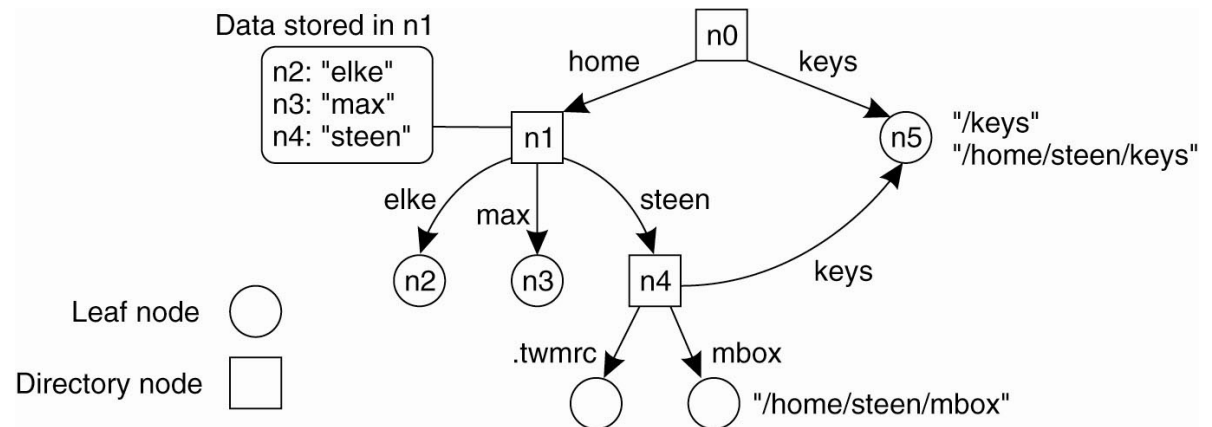 Data stored in n1
n0
home
keys
n2: "elke"
n3: "max"
n4: "steen"
n1
n5
"/keys"
"/home/steen/keys"
elke
max
steen
n2
n3
n4
keys
Leaf node
.twmrc
mbox
Directory node
"/home/steen/mbox"